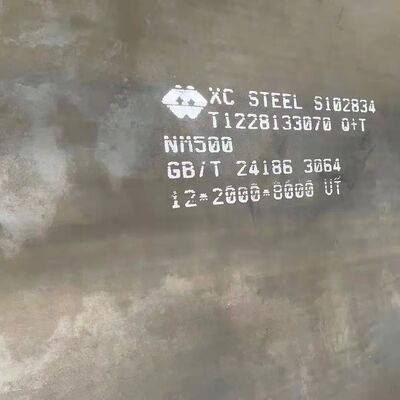 XC STEEL S102834
T1228133070 Q+T
NM500
GB/T 24186 3064
12*2000*8000 UT